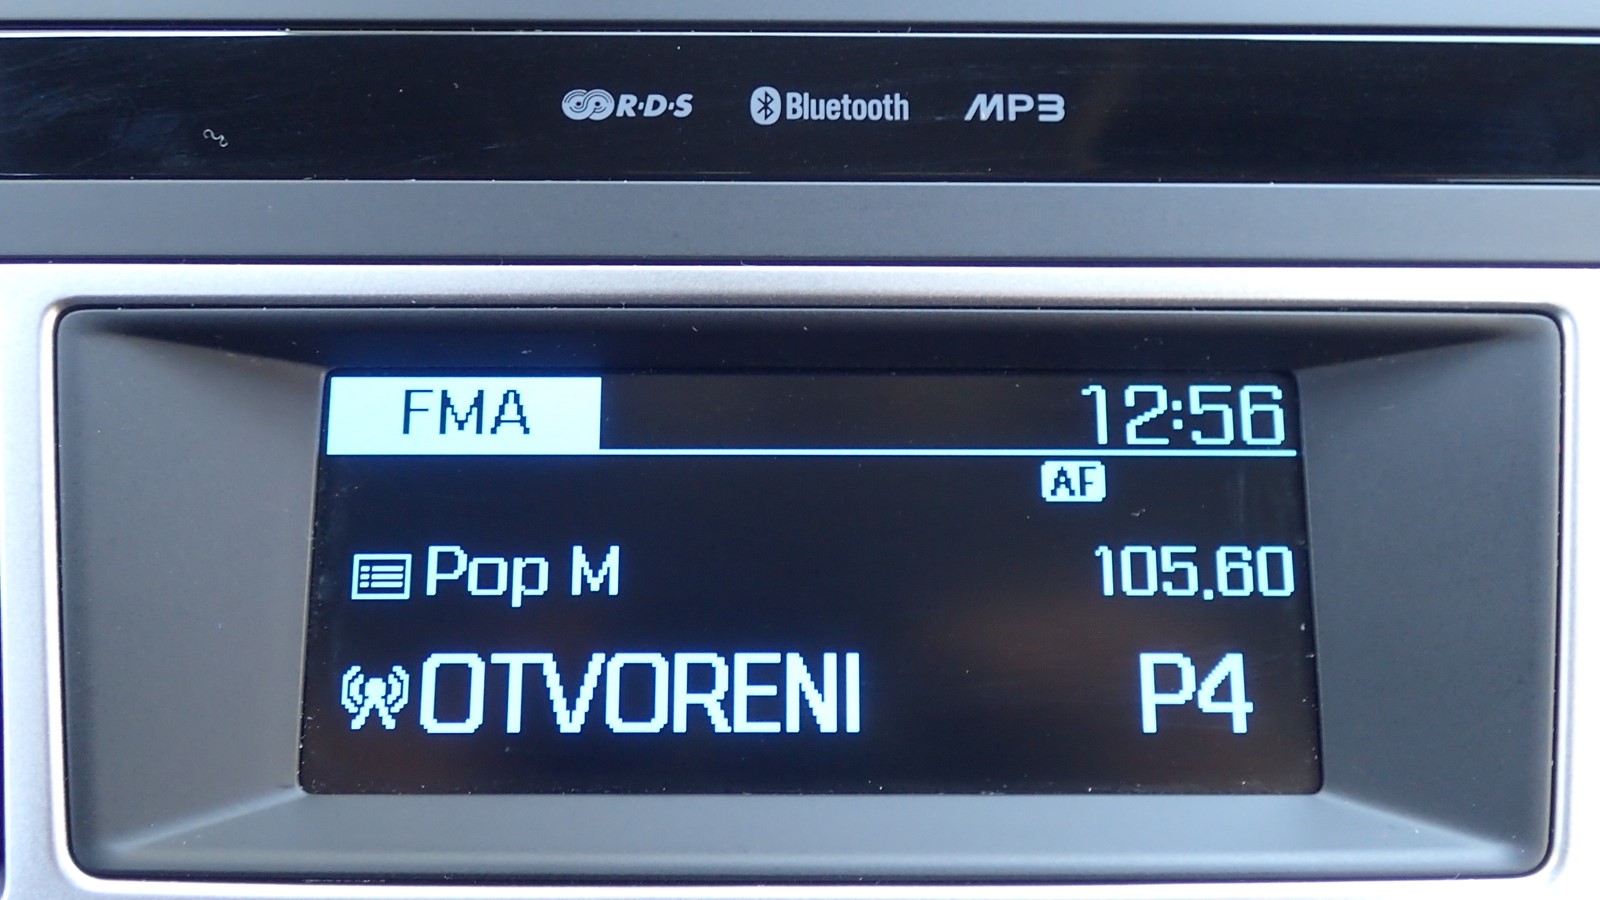 R·D·S Bluetooth MP3
FMA 12:56
AF
Pop M 105.60
OTVORENI P4